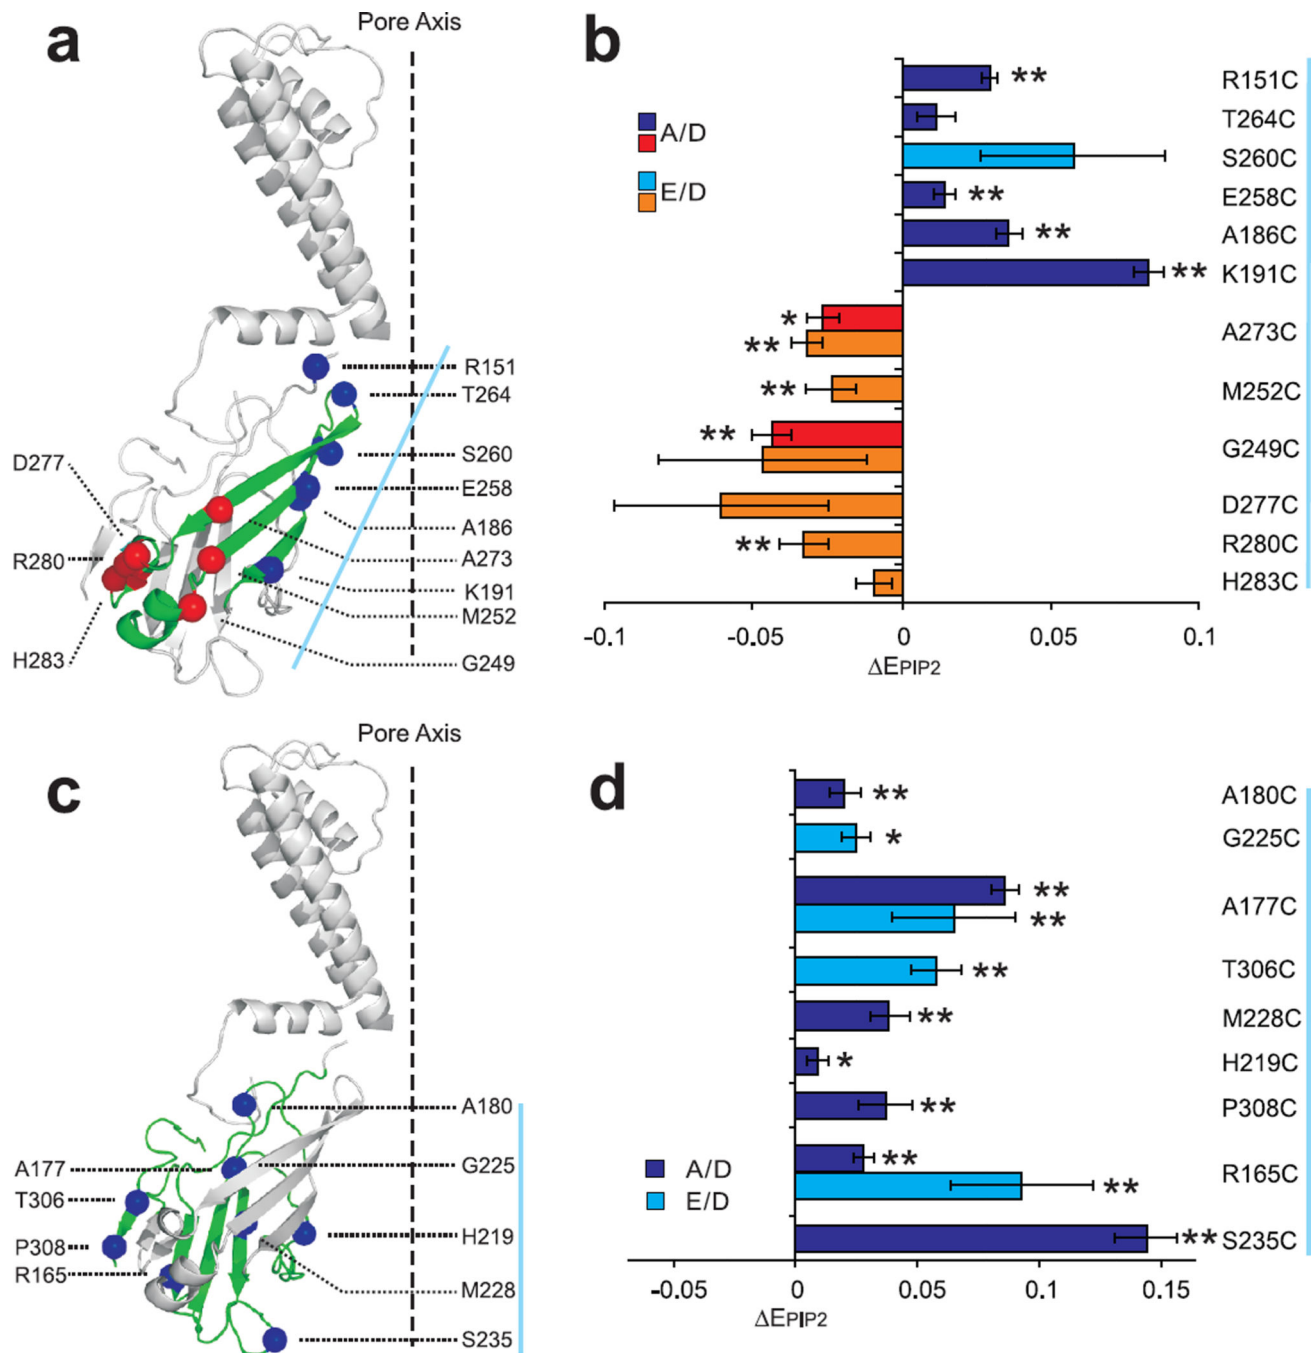 a
Pore Axis
R151
T264
S260
E258
A186
A273
K191
M252
G249
D277
R280
H283
b
A/D
E/D
**
**
**
**
*
**
**
**
**
R151C
T264C
S260C
E258C
A186C
K191C
A273C
M252C
G249C
D277C
R280C
H283C
-0.1
-0.05
0
0.05
0.1
ΔEPIP2
c
Pore Axis
A180
G225
H219
M228
S235
A177
T306
P308
R165
d
A/D
E/D
**
*
**
**
**
**
*
**
**
**
**
A180C
G225C
A177C
T306C
M228C
H219C
P308C
R165C
S235C
-0.05
0
0.05
0.1
0.15
ΔEPIP2